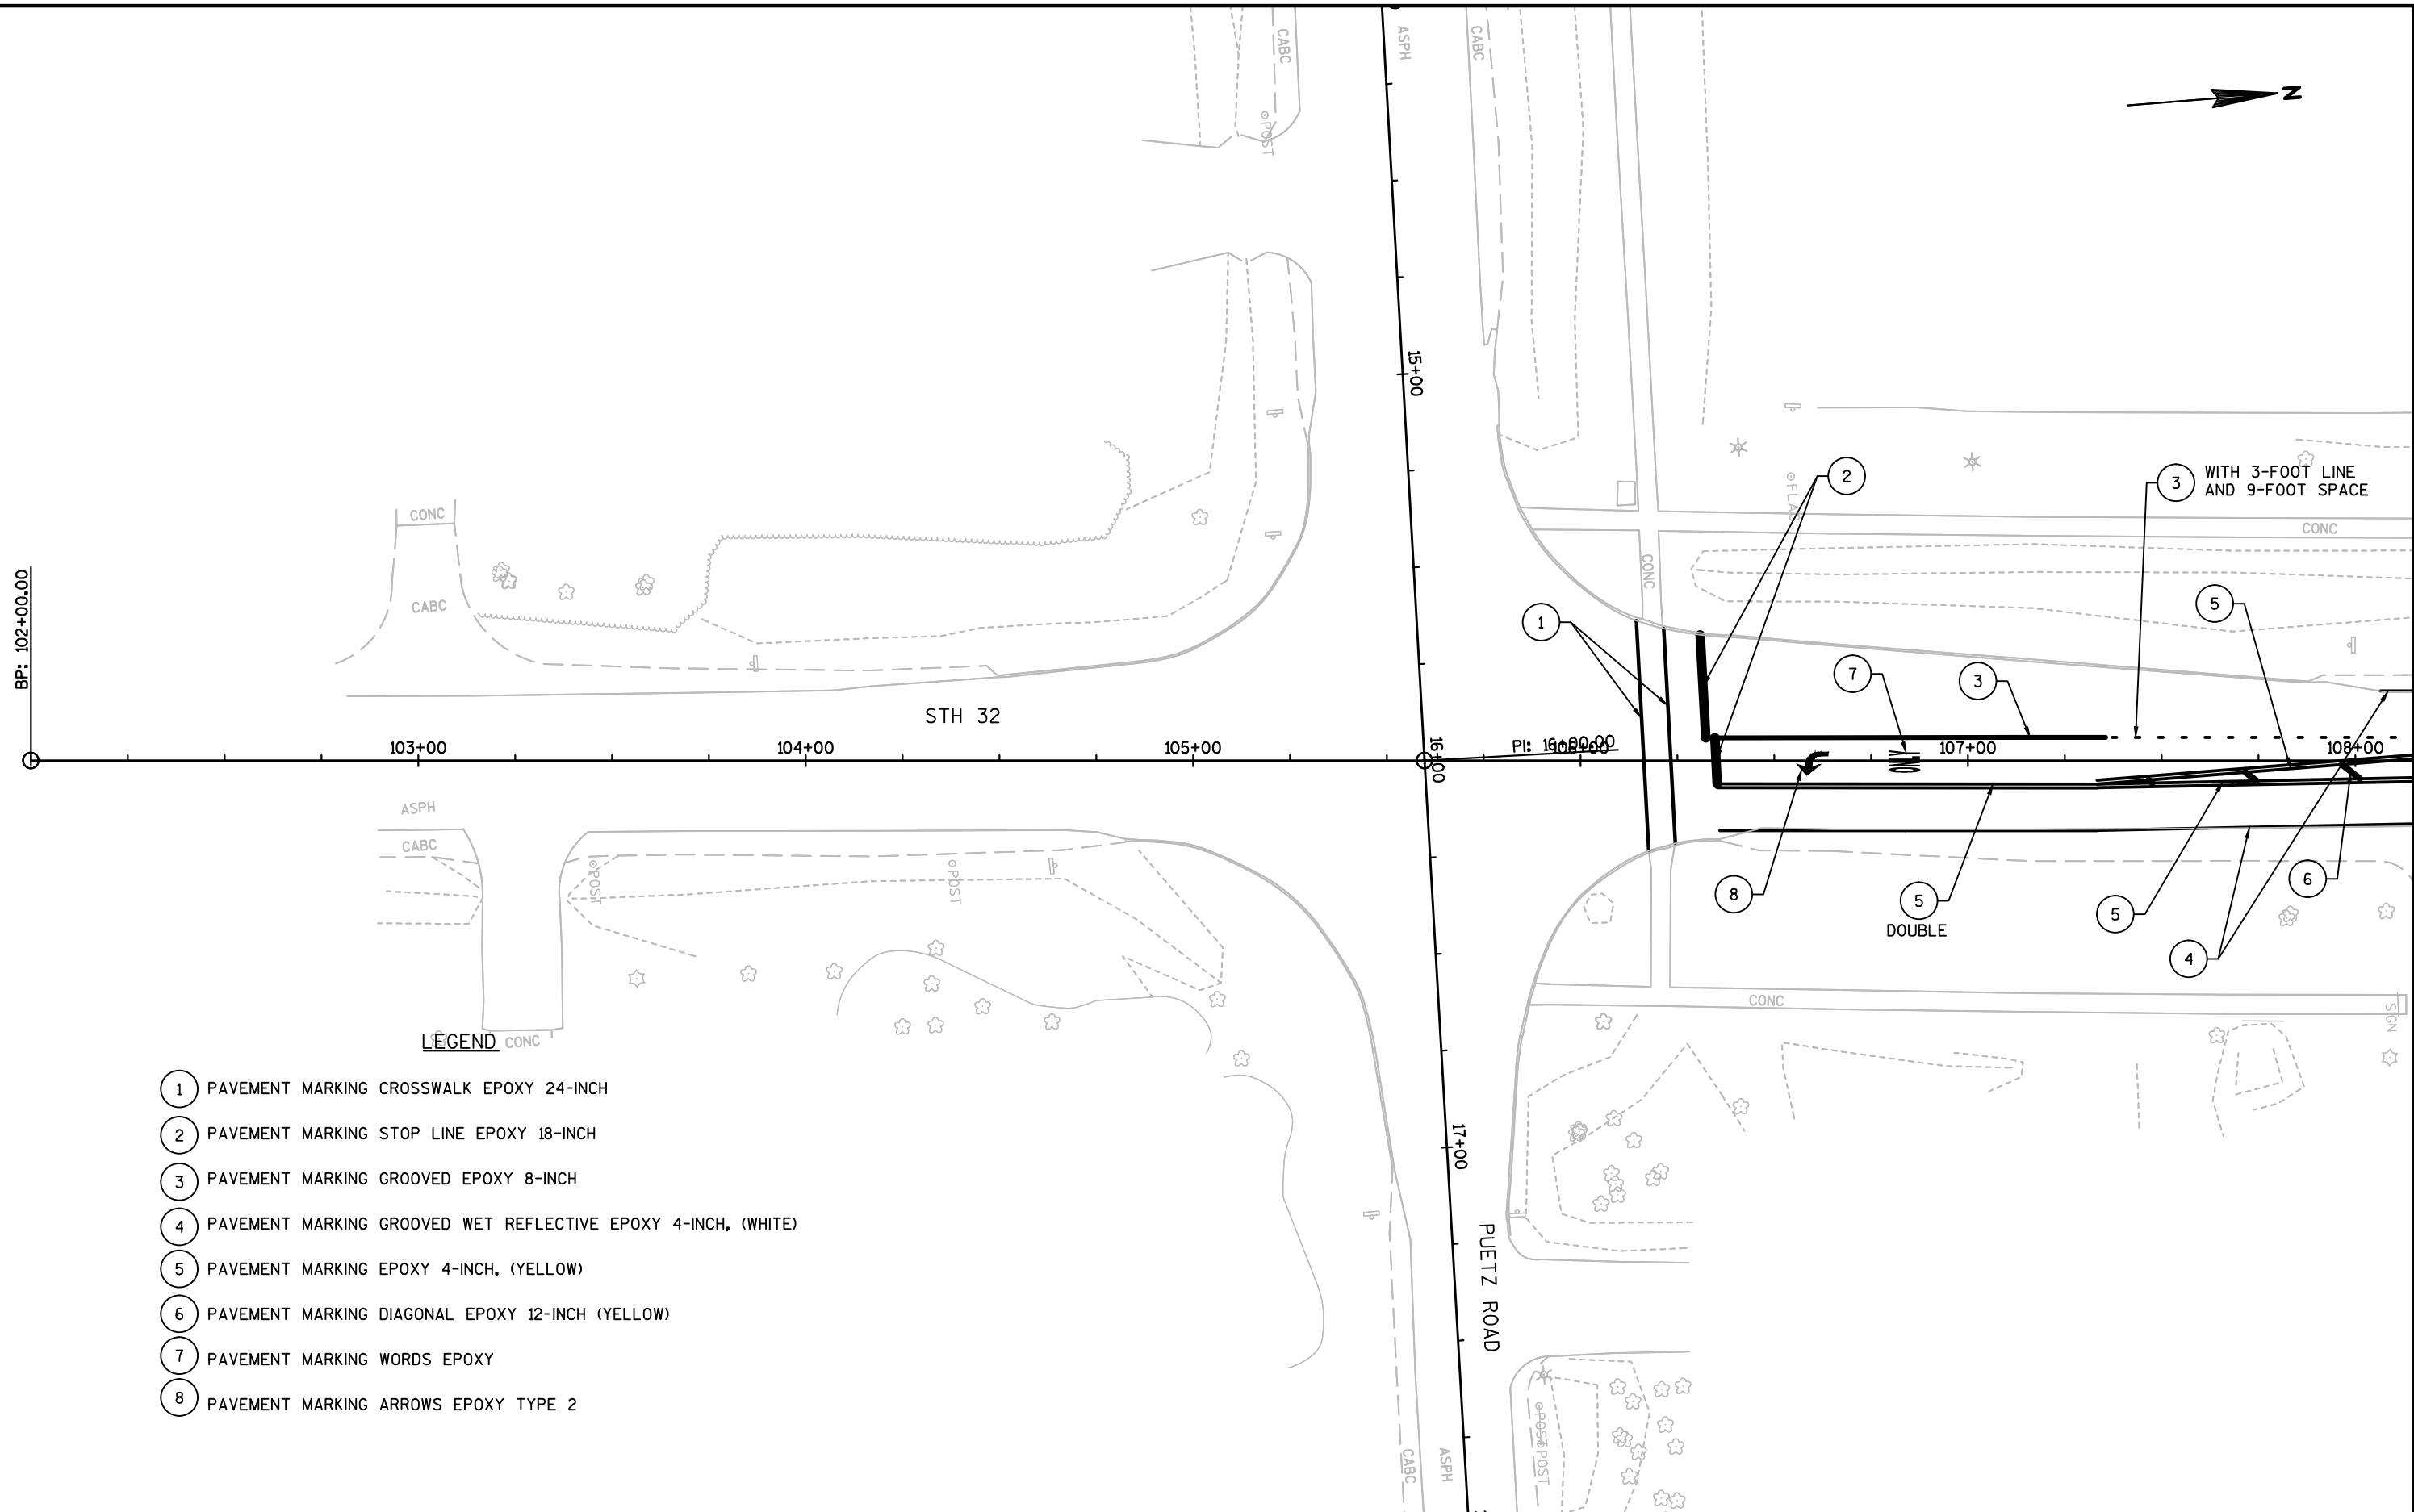 CABC
ASPH
CABC
POST
N
15+00
2
3
WITH 3-FOOT LINE
AND 9-FOOT SPACE
FLAG
CONC
CONC
CONC
CABC
5
1
7
3
BP: 102+00.00
STH 32
103+00
104+00
105+00
PI: 16+00.00
106+00
16+00
107+00
108+00
ONLY
ASPH
CABC
POST
POST
8
5
DOUBLE
5
6
4
CONC
SIGN
LEGEND
CONC
1 PAVEMENT MARKING CROSSWALK EPOXY 24-INCH
2 PAVEMENT MARKING STOP LINE EPOXY 18-INCH
3 PAVEMENT MARKING GROOVED EPOXY 8-INCH
4 PAVEMENT MARKING GROOVED WET REFLECTIVE EPOXY 4-INCH, (WHITE)
5 PAVEMENT MARKING EPOXY 4-INCH, (YELLOW)
6 PAVEMENT MARKING DIAGONAL EPOXY 12-INCH (YELLOW)
7 PAVEMENT MARKING WORDS EPOXY
8 PAVEMENT MARKING ARROWS EPOXY TYPE 2
17+00
PUETZ ROAD
CABC
ASPH
POST
POST